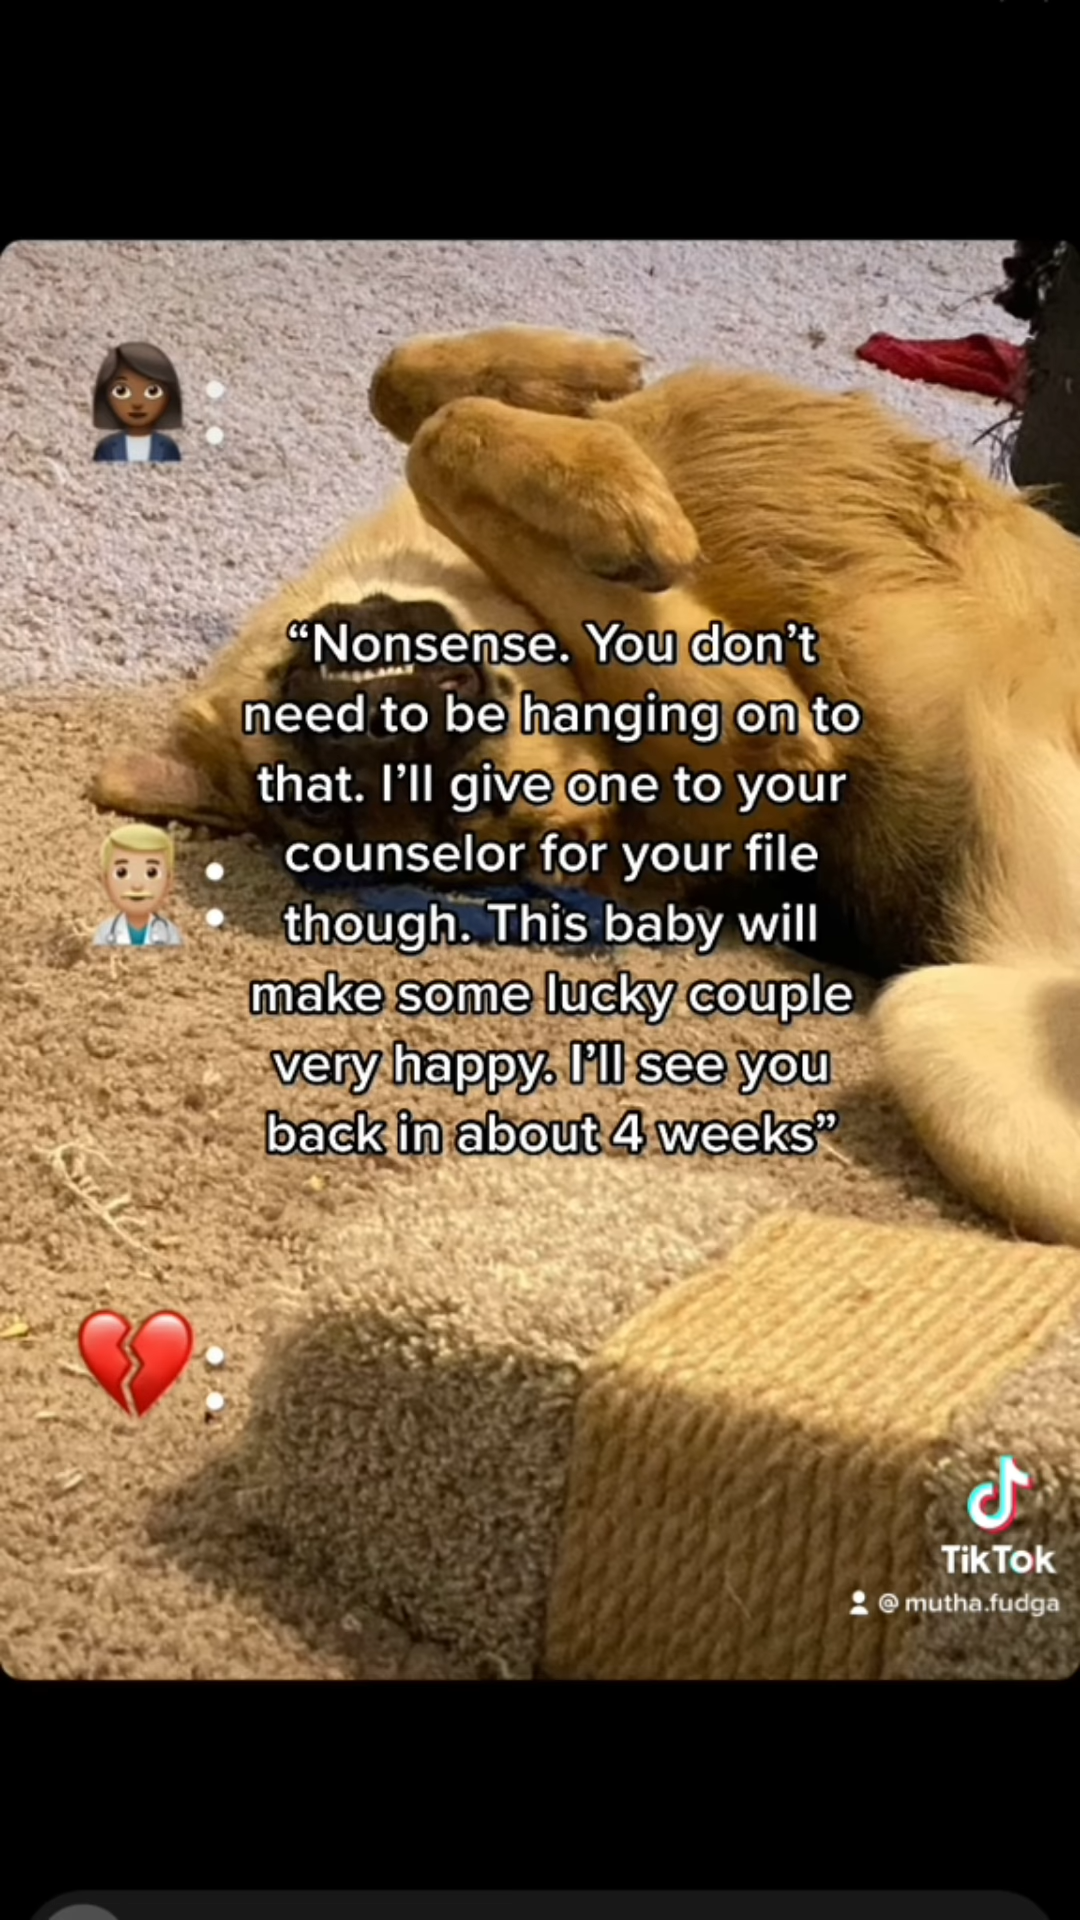 “Nonsense. You don’t
need to be hanging on to
that. I’ll give one to your
counselor for your file
though. This baby will
make some lucky couple
very happy. I’ll see you
back in about 4 weeks”
TikTok
@ mutha.fudga